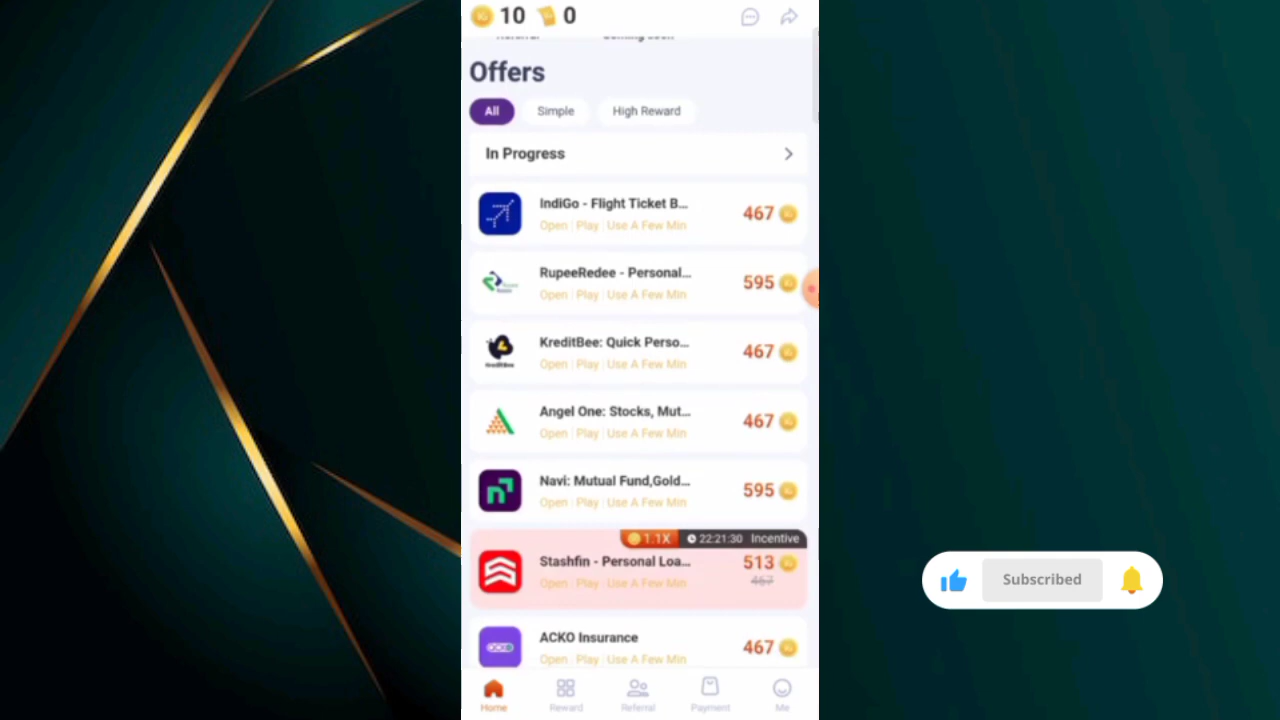 10 0
Referral Coming Soon
Offers
All Simple High Reward
In Progress
IndiGo - Flight Ticket B...
Open | Play | Use A Few Min
467
RupeeRedee - Personal...
Open | Play | Use A Few Min
595
KreditBee: Quick Perso...
Open | Play | Use A Few Min
467
KreditBee
Angel One: Stocks, Mut...
Open | Play | Use A Few Min
467
Navi: Mutual Fund,Gold...
Open | Play | Use A Few Min
595
1.1X 22:21:30 Incentive
Stashfin - Personal Loa...
Open | Play | Use A Few Min
513
467
ACKO Insurance
Open | Play | Use A Few Min
467
Home Reward Referral Payment Me
Subscribed